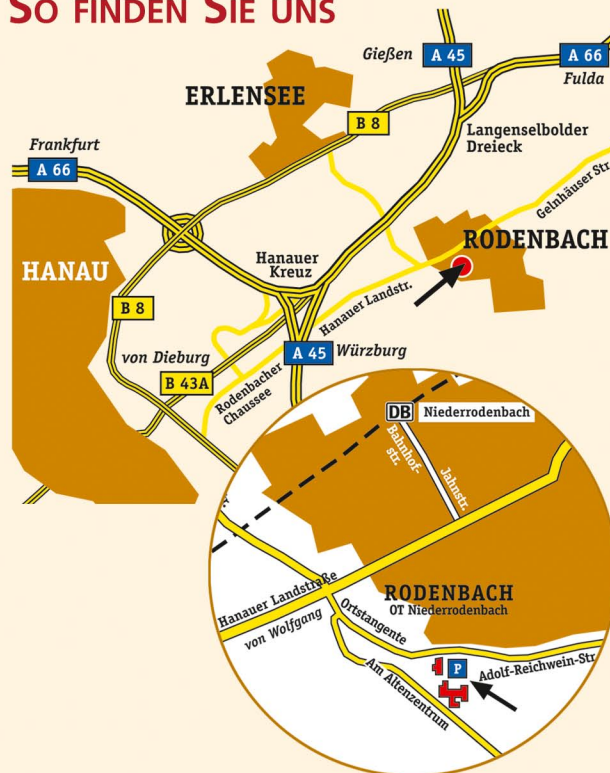 SO FINDEN SIE UNS
Gießen
A 45
A 66
Fulda
ERLENSEE
B 8
Langenselbolder
Dreieck
Frankfurt
A 66
Gelnhäuser Str
RODENBACH
HANAU
Hanauer
Kreuz
B 8
Hanauer Landstr.
von Dieburg
A 45
Würzburg
B 43A
Rodenbacher
Chaussee
DB
Niederrodenbach
Bahnhof-
str.
Jahnstr.
Hanauer Landstraße
von Wolfgang
Ortstangente
RODENBACH
OT Niederrodenbach
P
Adolf-Reichwein-Str
Am Altenzentrum